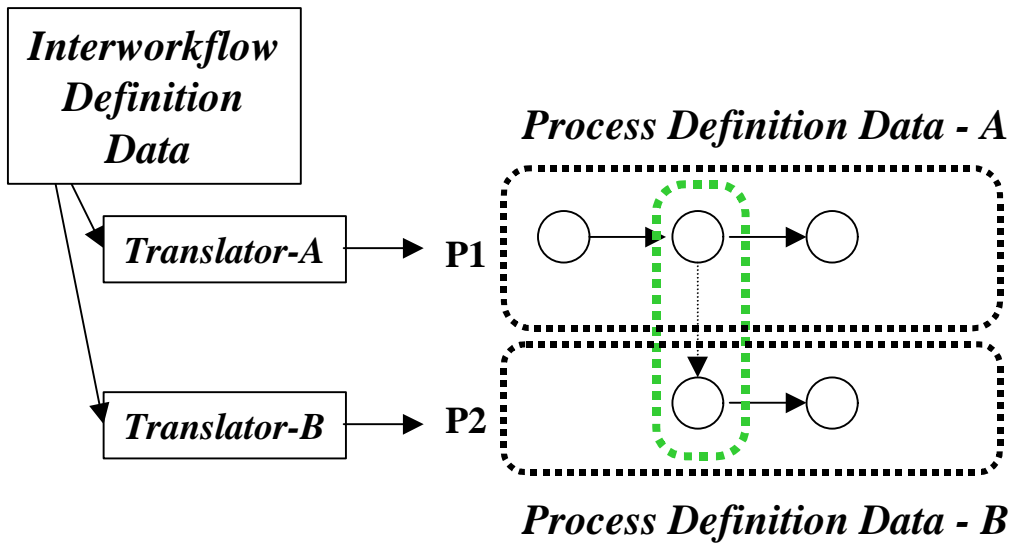 Interworkflow
Definition
Data
Process Definition Data - A
Translator-A
P1
Translator-B
P2
Process Definition Data - B